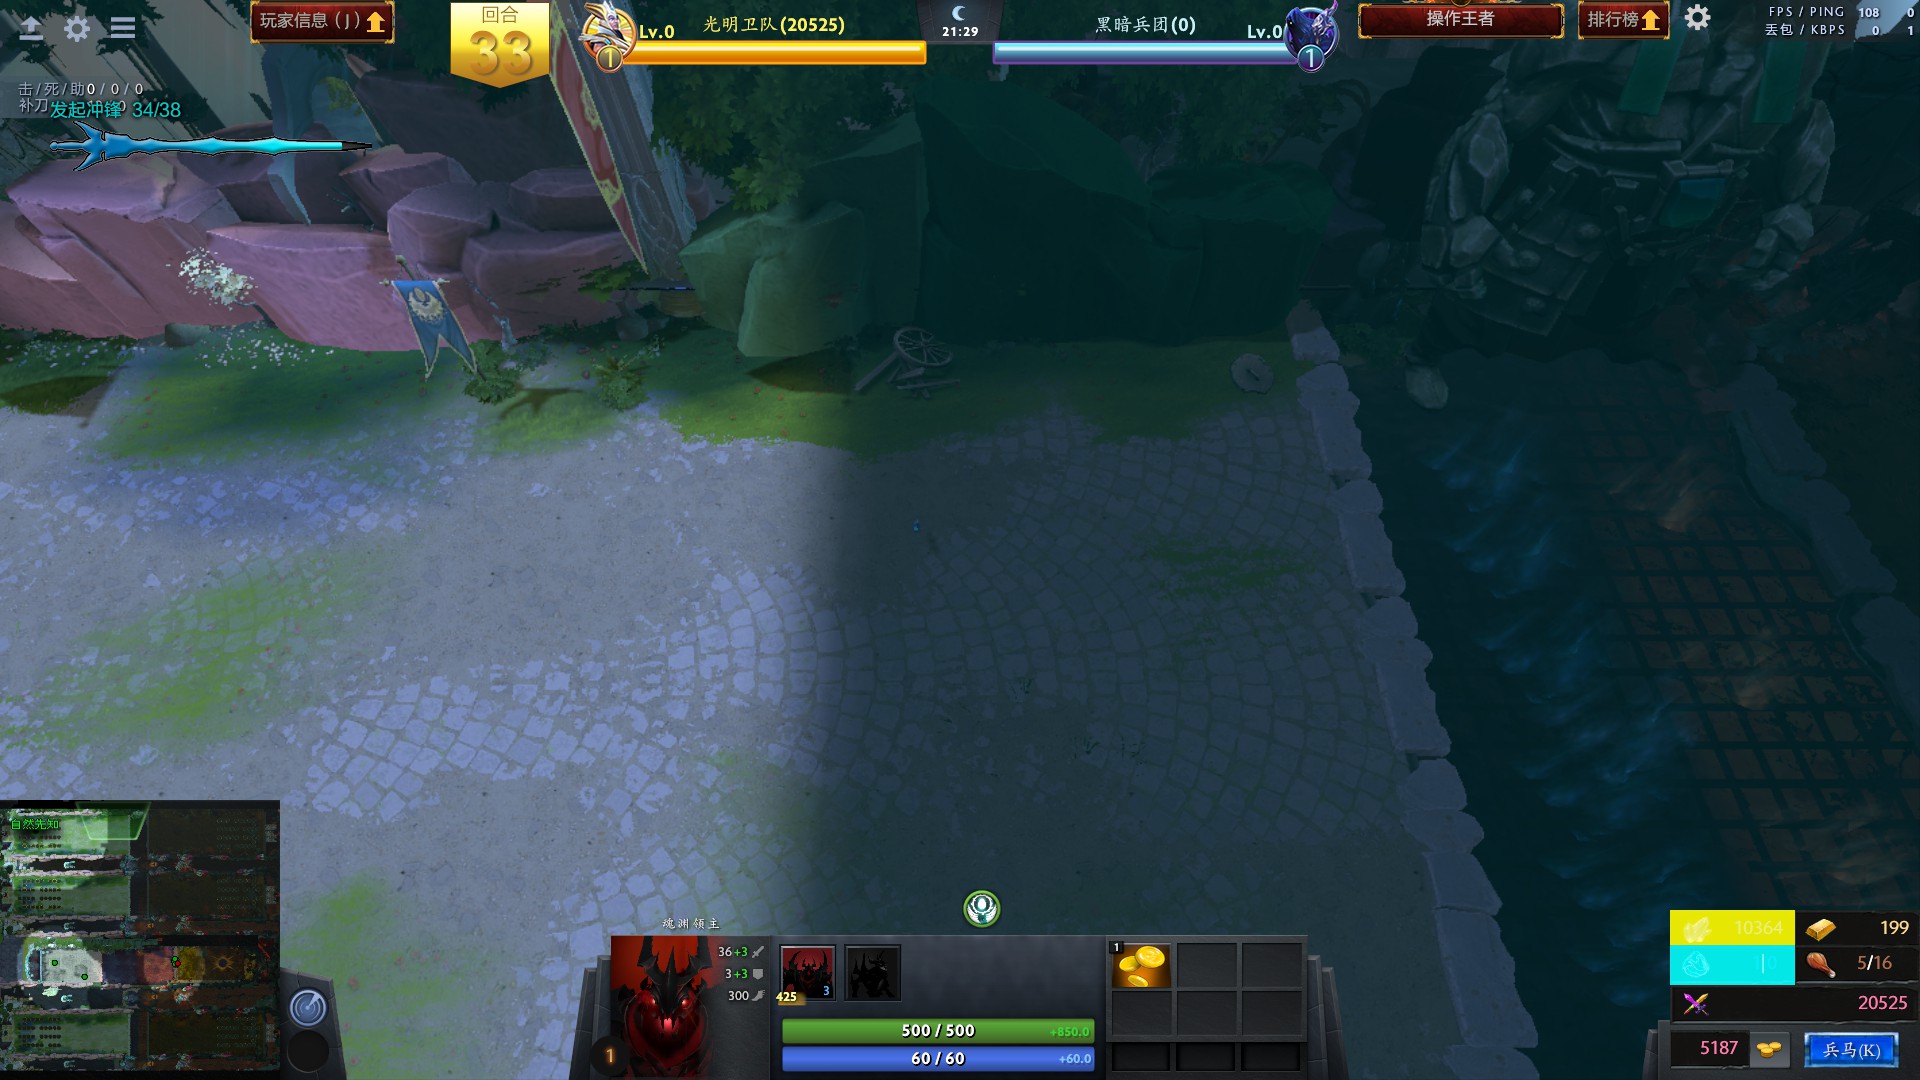 玩家信息（J）
回合
33
Lv.0
光明卫队(20525)
1
21:29
黑暗兵团(0)
Lv.0
1
操作王者
排行榜
FPS / PING 108 0
丢包 / KBPS 0 1
击/死/助0 / 0 / 0
补刀
发起冲锋 34/38
自然先知
魂渊领主
36+3
3+3
300
1
425
3
500 / 500
+850.0
60 / 60
+60.0
1
10364
199
5/16
20525
5187
兵马(K)